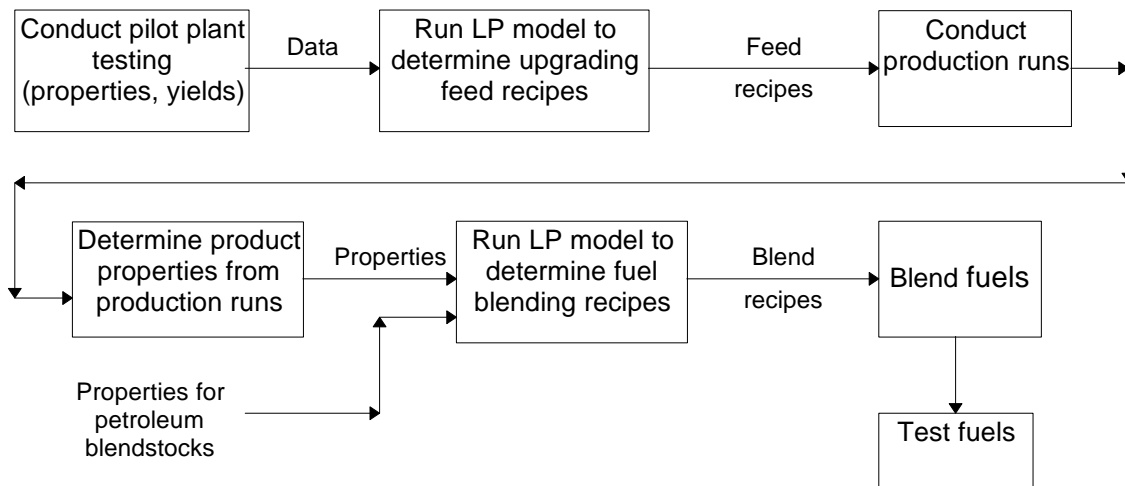 Conduct pilot plant
testing
(properties, yields)
Data
Run LP model to
determine upgrading
feed recipes
Feed
recipes
Conduct
production runs
Determine product
properties from
production runs
Properties
Run LP model to
determine fuel
blending recipes
Blend
recipes
Blend fuels
Properties for
petroleum
blendstocks
Test fuels